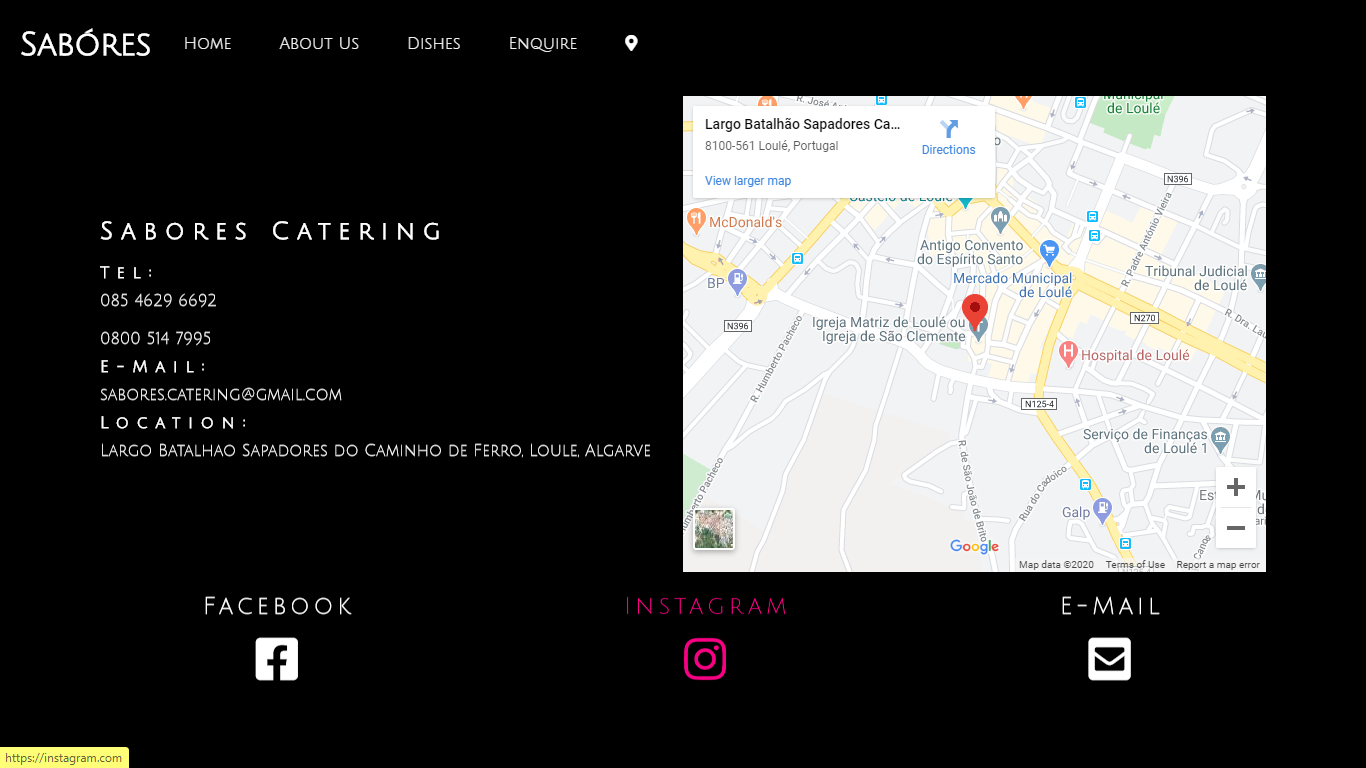 Sabóres
Home
About Us
Dishes
Enquire
Sabores Catering
Tel:
085 4629 6692
0800 514 7995
E-Mail:
sabores.catering@gmail.com
Location:
Largo Batalhao Sapadores do Caminho de Ferro, Loule, Algarve
R. José A
Municipal
de Loulé
Largo Batalhão Sapadores Ca...
8100-561 Loulé, Portugal
Directions
View larger map
N396
Castelo de Loulé
McDonald's
R. Padre António Vieira
Antigo Convento
do Espírito Santo
Mercado Municipal
de Loulé
Tribunal Judicial
de Loulé
BP
N396
Igreja Matriz de Loulé ou
Igreja de São Clemente
N270
R. Dra. Lau
Hospital de Loulé
R. Humberto Pacheco
N125-4
Serviço de Finanças
de Loulé 1
R. de São João de Brito
Rua do Cadoico
Humberto Pacheco
Galp
Google
Map data ©2020
Terms of Use
Report a map error
Facebook
Instagram
E-Mail
https://instagram.com